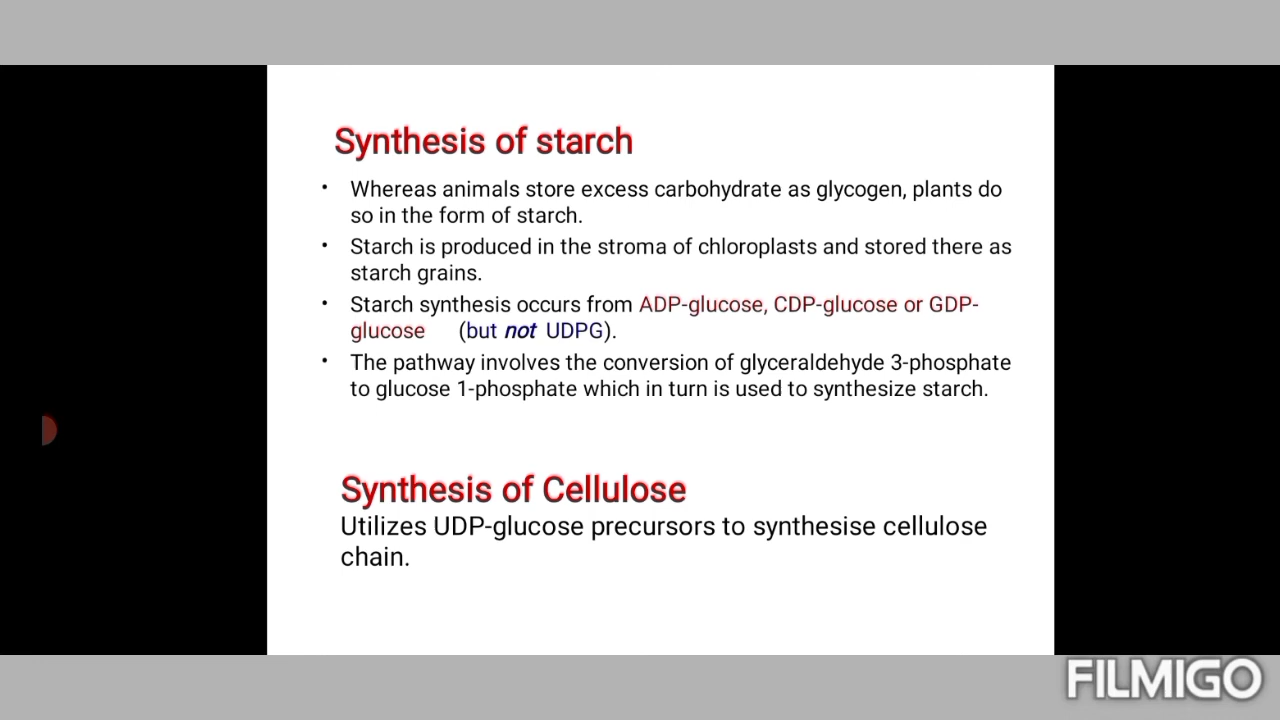 Synthesis of starch
• Whereas animals store excess carbohydrate as glycogen, plants do
so in the form of starch.
• Starch is produced in the stroma of chloroplasts and stored there as
starch grains.
• Starch synthesis occurs from ADP-glucose, CDP-glucose or GDP-
glucose (but not UDPG).
• The pathway involves the conversion of glyceraldehyde 3-phosphate
to glucose 1-phosphate which in turn is used to synthesize starch.
Synthesis of Cellulose
Utilizes UDP-glucose precursors to synthesise cellulose
chain.
FILMIGO